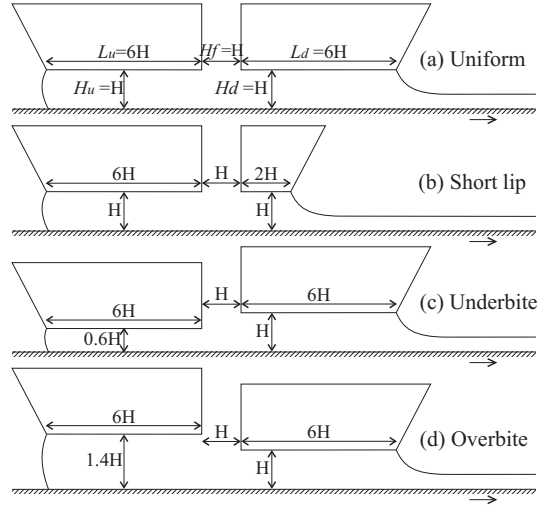 Lu=6H Hf=H Ld=6H
(a) Uniform
Hu=H Hd=H
6H H 2H
(b) Short lip
H H
6H H 6H
(c) Underbite
0.6H H
6H H 6H
(d) Overbite
1.4H H